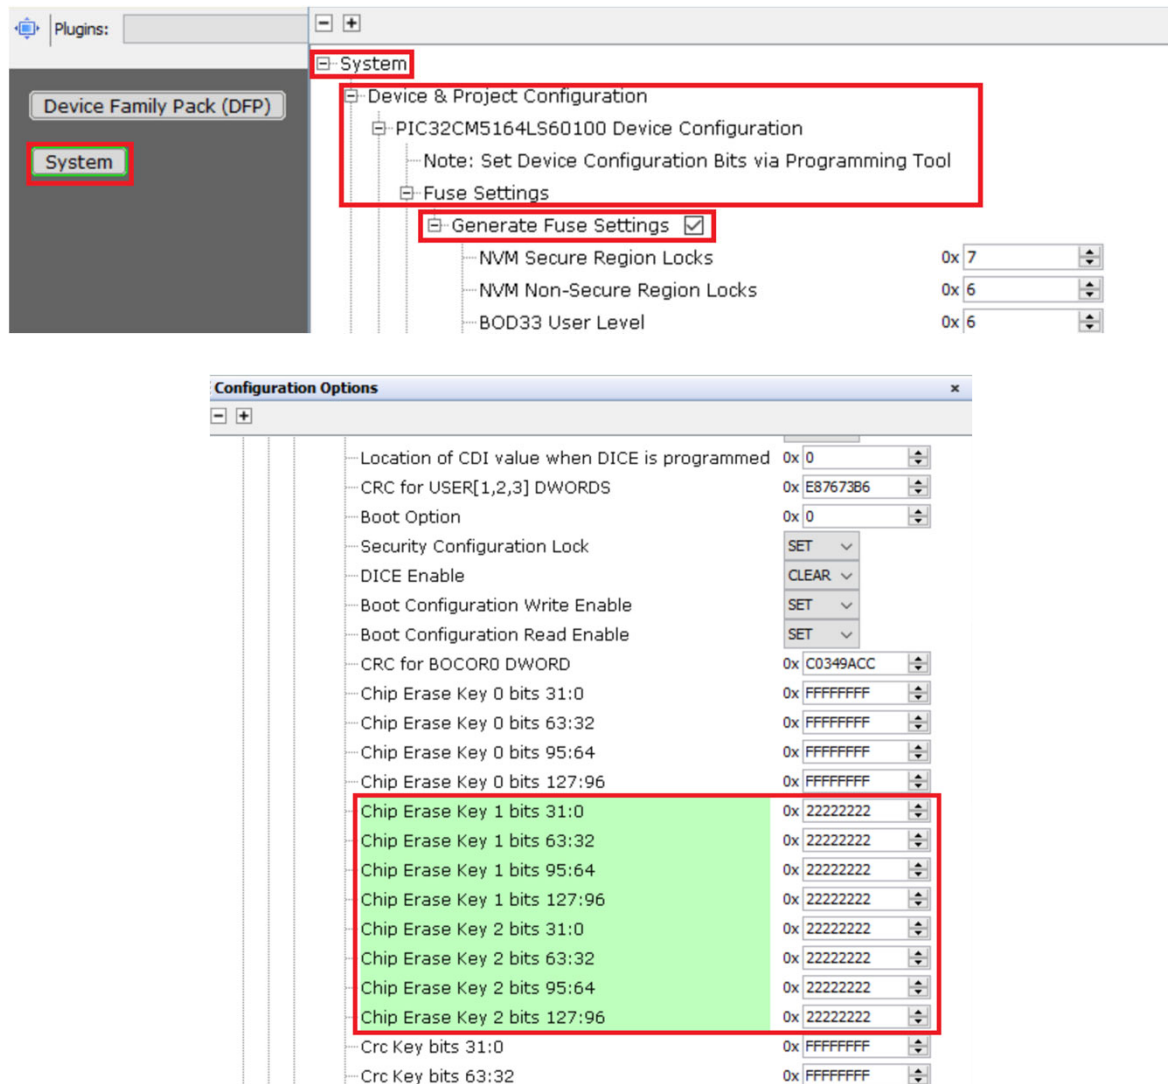 Plugins:
Device Family Pack (DFP)
System
System
Device & Project Configuration
PIC32CM5164LS60100 Device Configuration
Note: Set Device Configuration Bits via Programming Tool
Fuse Settings
Generate Fuse Settings
NVM Secure Region Locks 0x 7
NVM Non-Secure Region Locks 0x 6
BOD33 User Level 0x 6
Configuration Options
Location of CDI value when DICE is programmed 0x 0
CRC for USER[1,2,3] DWORDS 0x E87673B6
Boot Option 0x 0
Security Configuration Lock SET
DICE Enable CLEAR
Boot Configuration Write Enable SET
Boot Configuration Read Enable SET
CRC for BOCOR0 DWORD 0x C0349ACC
Chip Erase Key 0 bits 31:0 0x FFFFFFFF
Chip Erase Key 0 bits 63:32 0x FFFFFFFF
Chip Erase Key 0 bits 95:64 0x FFFFFFFF
Chip Erase Key 0 bits 127:96 0x FFFFFFFF
Chip Erase Key 1 bits 31:0 0x 22222222
Chip Erase Key 1 bits 63:32 0x 22222222
Chip Erase Key 1 bits 95:64 0x 22222222
Chip Erase Key 1 bits 127:96 0x 22222222
Chip Erase Key 2 bits 31:0 0x 22222222
Chip Erase Key 2 bits 63:32 0x 22222222
Chip Erase Key 2 bits 95:64 0x 22222222
Chip Erase Key 2 bits 127:96 0x 22222222
Crc Key bits 31:0 0x FFFFFFFF
Crc Key bits 63:32 0x FFFFFFFF